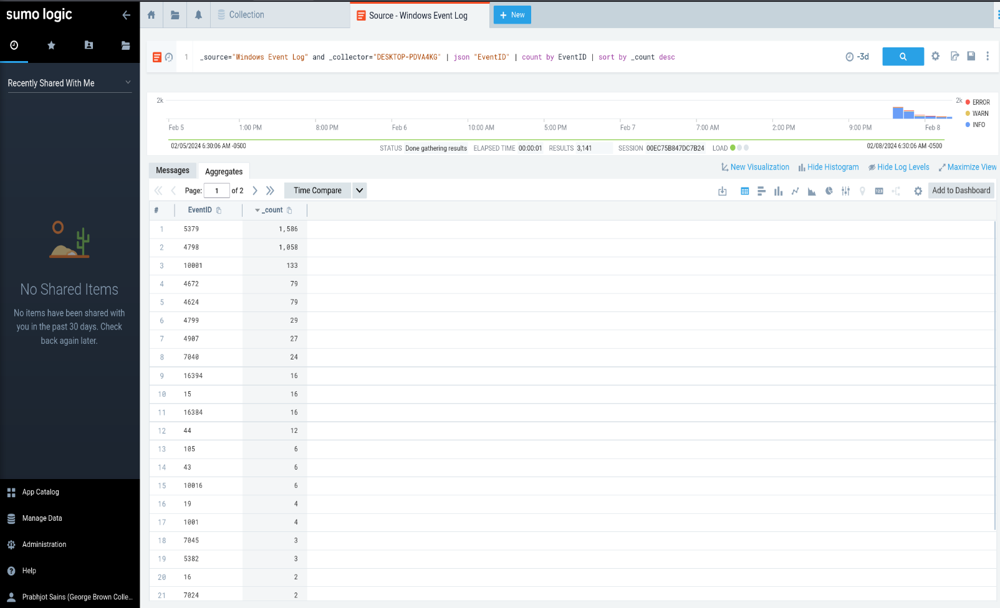 sumo logic
Recently Shared With Me
No Shared Items
No items have been shared with
you in the past 30 days. Check
back again later.
App Catalog
Manage Data
Administration
Help
Prabhjot Sains (George Brown Colle...
Collection
Source - Windows Event Log
+ New
1 _source="Windows Event Log" and _collector="DESKTOP-PDVA4KG" | json "EventID" | count by EventID | sort by _count desc
-3d
2k
2k
ERROR
WARN
INFO
Feb 5 1:00 PM 8:00 PM Feb 6 10:00 AM 5:00 PM Feb 7 7:00 AM 2:00 PM 9:00 PM Feb 8
02/05/2024 6:30:06 AM -0500
STATUS Done gathering results ELAPSED TIME 00:00:01 RESULTS 3,141 SESSION 00EC75B847DC7B24 LOAD
02/08/2024 6:30:06 AM -0500
Messages Aggregates
New Visualization Hide Histogram Hide Log Levels Maximize View
Page: 1 of 2 Time Compare
Add to Dashboard
# EventID _count
1 5379 1,586
2 4798 1,058
3 10001 133
4 4672 79
5 4624 79
6 4799 29
7 4907 27
8 7040 24
9 16394 16
10 15 16
11 16384 16
12 44 12
13 105 6
14 43 6
15 10016 6
16 19 4
17 1001 4
18 7045 3
19 5382 3
20 16 2
21 7024 2